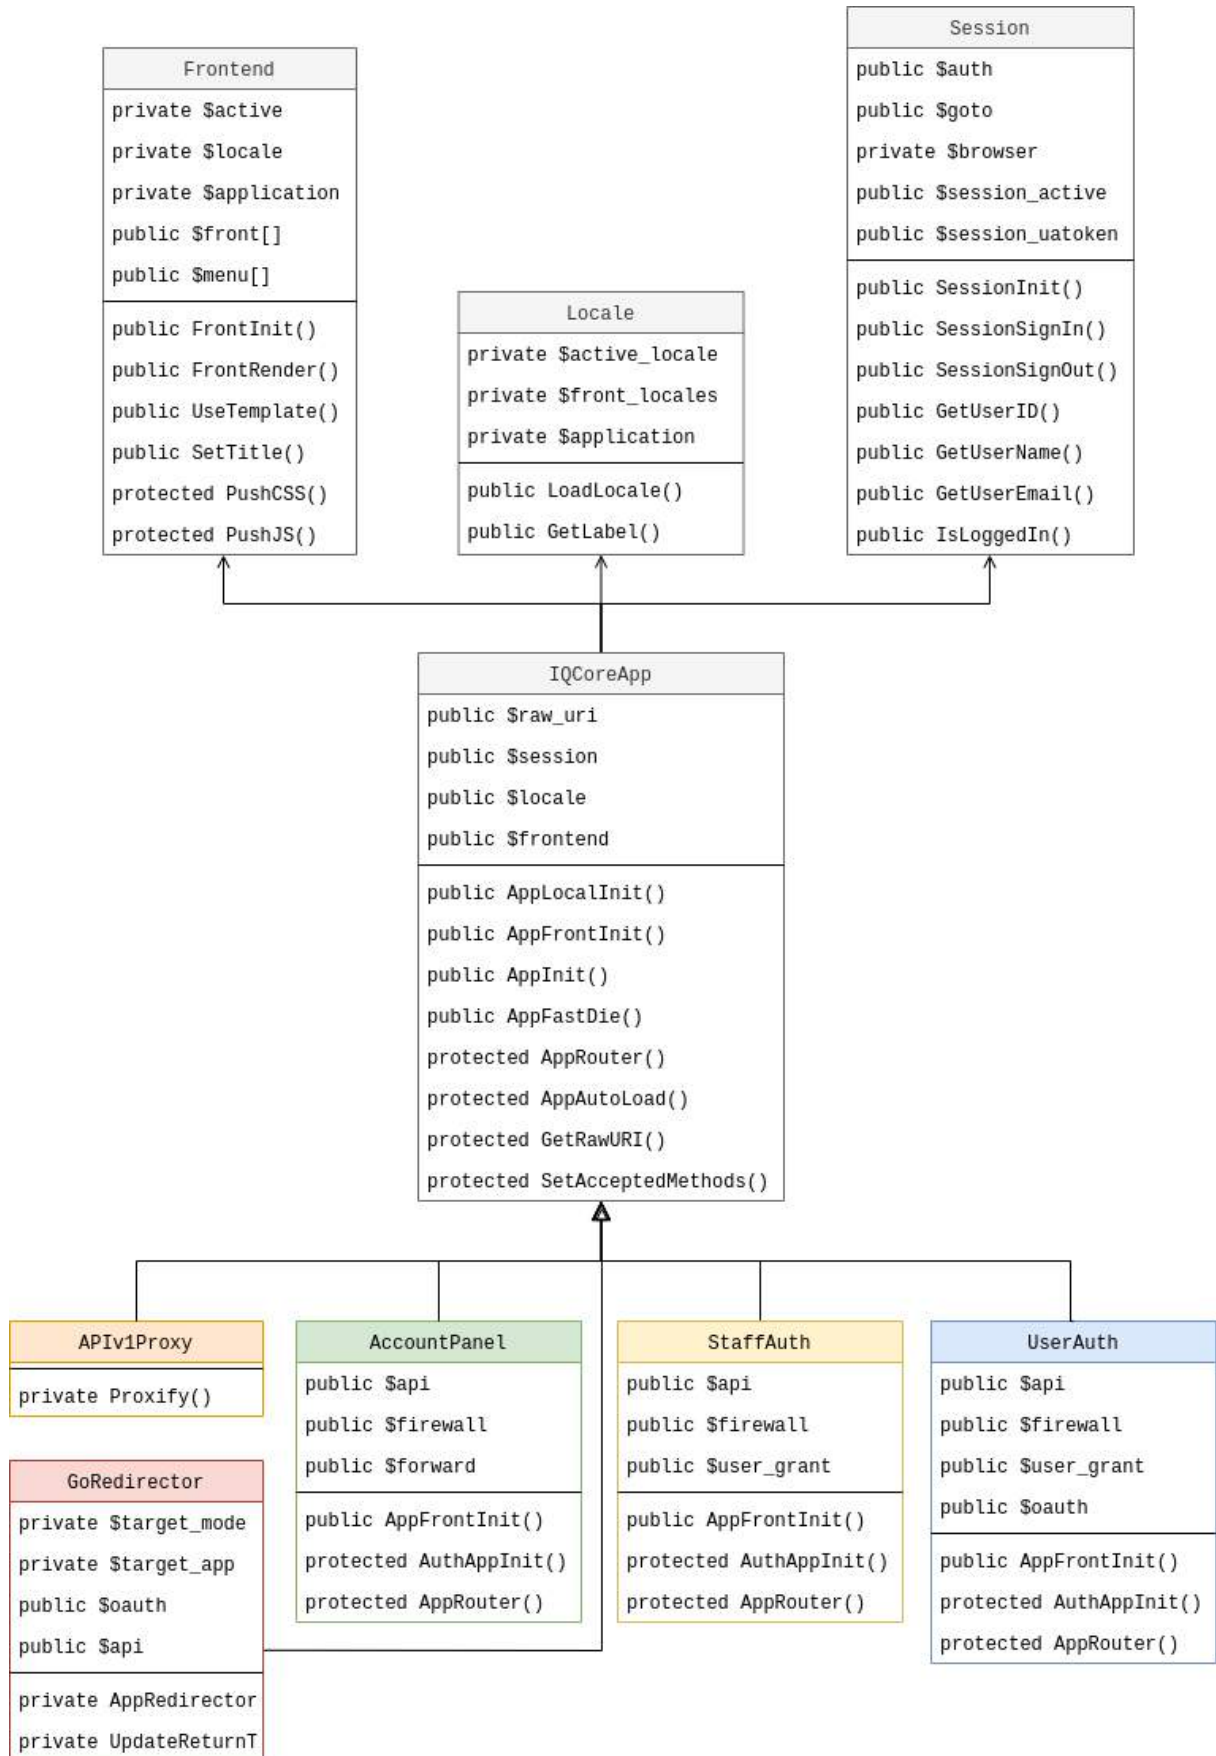 Frontend
private $active
private $locale
private $application
public $front[]
public $menu[]
public FrontInit()
public FrontRender()
public UseTemplate()
public SetTitle()
protected PushCSS()
protected PushJS()
Locale
private $active_locale
private $front_locales
private $application
public LoadLocale()
public GetLabel()
Session
public $auth
public $goto
private $browser
public $session_active
public $session_uatoken
public SessionInit()
public SessionSignIn()
public SessionSignOut()
public GetUserID()
public GetUserName()
public GetUserEmail()
public IsLoggedIn()
IQCoreApp
public $raw_uri
public $session
public $locale
public $frontend
public AppLocalInit()
public AppFrontInit()
public AppInit()
public AppFastDie()
protected AppRouter()
protected AppAutoLoad()
protected GetRawURI()
protected SetAcceptedMethods()
APIv1Proxy
private Proxify()
GoRedirector
private $target_mode
private $target_app
public $oauth
public $api
private AppRedirector
private UpdateReturnT
AccountPanel
public $api
public $firewall
public $forward
public AppFrontInit()
protected AuthAppInit()
protected AppRouter()
StaffAuth
public $api
public $firewall
public $user_grant
public AppFrontInit()
protected AuthAppInit()
protected AppRouter()
UserAuth
public $api
public $firewall
public $user_grant
public $oauth
public AppFrontInit()
protected AuthAppInit()
protected AppRouter()